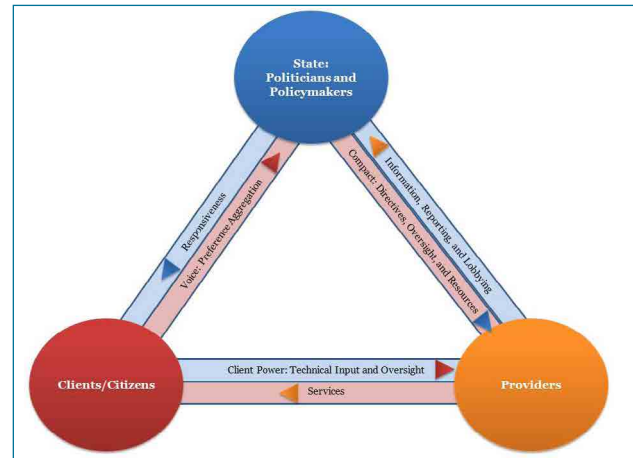 State:
Politicians and
Policymakers
Responsiveness
Voice: Preference Aggregation
Information, Reporting, and Lobbying
Compact: Directives, Oversight, and Resources
Clients/Citizens
Client Power: Technical Input and Oversight
Services
Providers